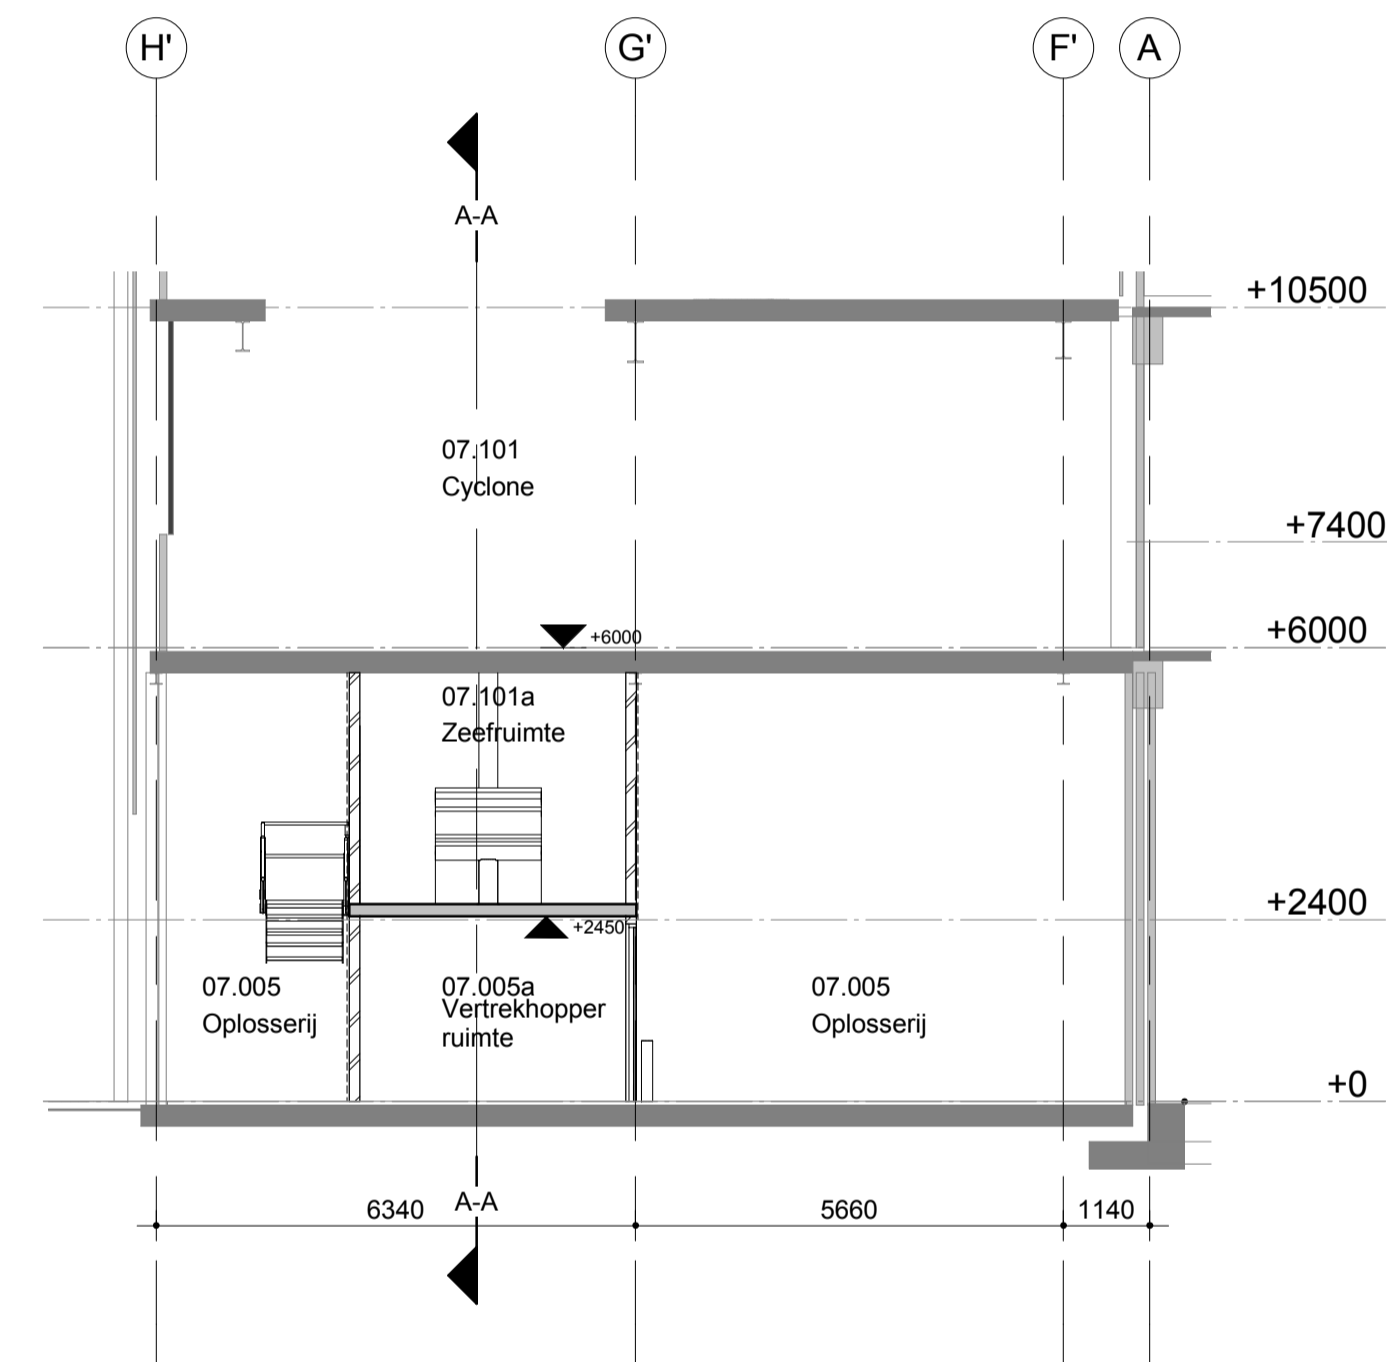 H'
G'
F'
A
A-A
+10500
07.101
Cyclone
+7400
+6000
+6000
07.101a
Zeefruimte
+2400
+2450
07.005
Oplosserij
07.005a
Vertrekhopper
ruimte
07.005
Oplosserij
+0
6340
A-A
5660
1140